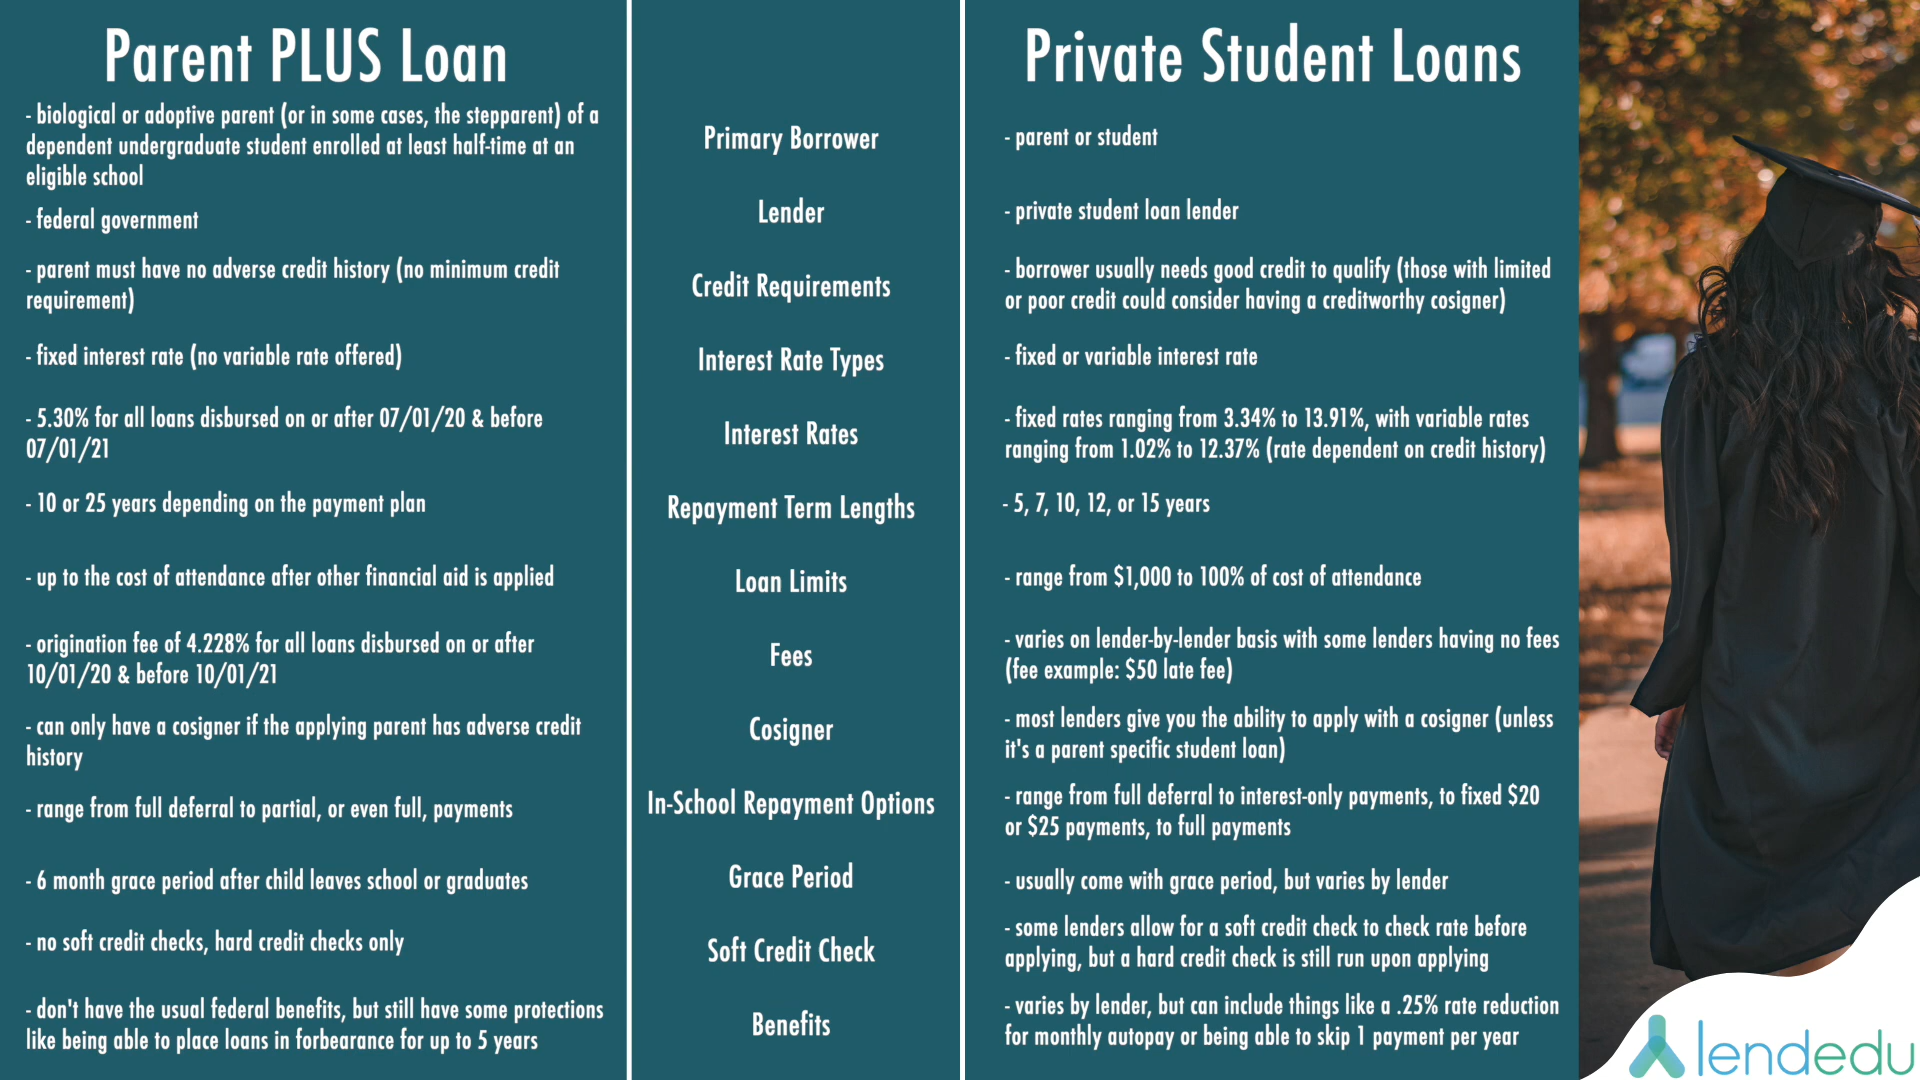 Parent PLUS Loan
- biological or adoptive parent (or in some cases, the stepparent) of a
dependent undergraduate student enrolled at least half-time at an
eligible school
- federal government
- parent must have no adverse credit history (no minimum credit
requirement)
- fixed interest rate (no variable rate offered)
- 5.30% for all loans disbursed on or after 07/01/20 & before
07/01/21
- 10 or 25 years depending on the payment plan
- up to the cost of attendance after other financial aid is applied
- origination fee of 4.228% for all loans disbursed on or after
10/01/20 & before 10/01/21
- can only have a cosigner if the applying parent has adverse credit
history
- range from full deferral to partial, or even full, payments
- 6 month grace period after child leaves school or graduates
- no soft credit checks, hard credit checks only
- don't have the usual federal benefits, but still have some protections
like being able to place loans in forbearance for up to 5 years
Primary Borrower
Lender
Credit Requirements
Interest Rate Types
Interest Rates
Repayment Term Lengths
Loan Limits
Fees
Cosigner
In-School Repayment Options
Grace Period
Soft Credit Check
Benefits
Private Student Loans
- parent or student
- private student loan lender
- borrower usually needs good credit to qualify (those with limited
or poor credit could consider having a creditworthy cosigner)
- fixed or variable interest rate
- fixed rates ranging from 3.34% to 13.91%, with variable rates
ranging from 1.02% to 12.37% (rate dependent on credit history)
- 5, 7, 10, 12, or 15 years
- range from $1,000 to 100% of cost of attendance
- varies on lender-by-lender basis with some lenders having no fees
(fee example: $50 late fee)
- most lenders give you the ability to apply with a cosigner (unless
it's a parent specific student loan)
- range from full deferral to interest-only payments, to fixed $20
or $25 payments, to full payments
- usually come with grace period, but varies by lender
- some lenders allow for a soft credit check to check rate before
applying, but a hard credit check is still run upon applying
- varies by lender, but can include things like a .25% rate reduction
for monthly autopay or being able to skip 1 payment per year
lendedu